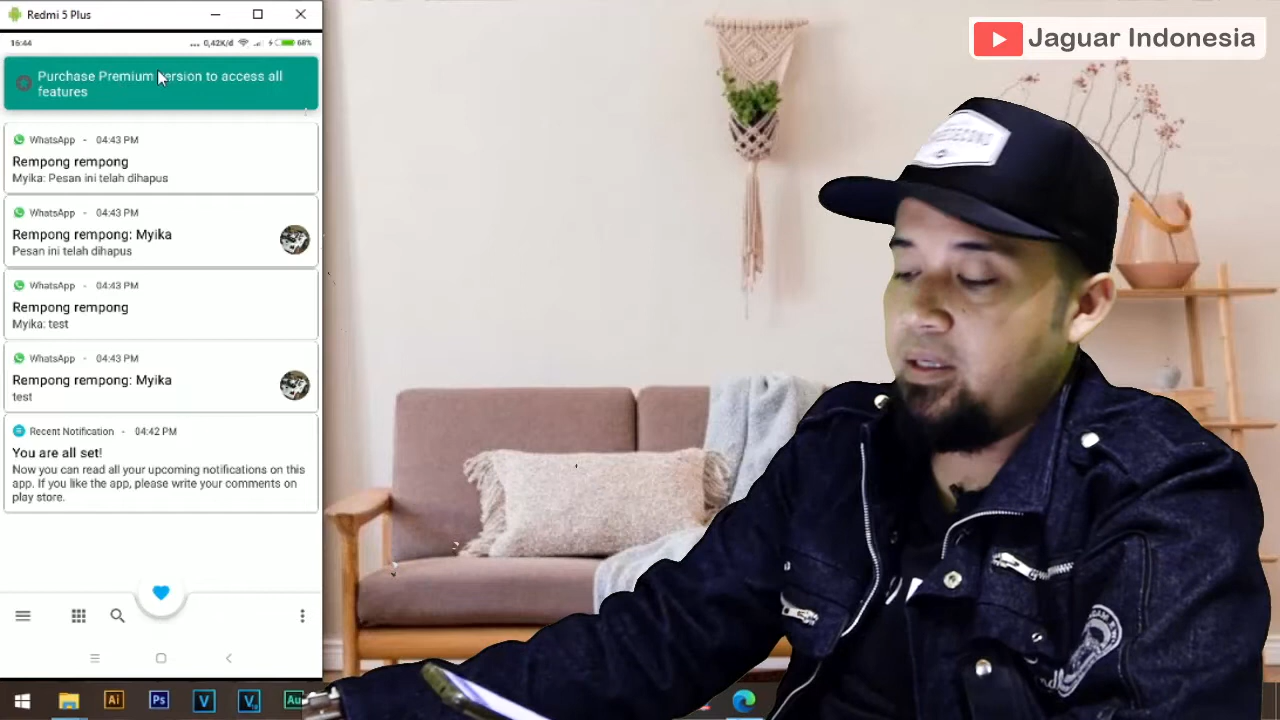 Redmi 5 Plus
Jaguar Indonesia
16:44
... 0,42K/d
68%
Purchase Premium version to access all
features
WhatsApp - 04:43 PM
Rempong rempong
Myika: Pesan ini telah dihapus
WhatsApp - 04:43 PM
Rempong rempong: Myika
Pesan ini telah dihapus
WhatsApp - 04:43 PM
Rempong rempong
Myika: test
WhatsApp - 04:43 PM
Rempong rempong: Myika
test
Recent Notification - 04:42 PM
You are all set!
Now you can read all your upcoming notifications on this
app. If you like the app, please write your comments on
play store.
Ai
Ps
V
V
Au